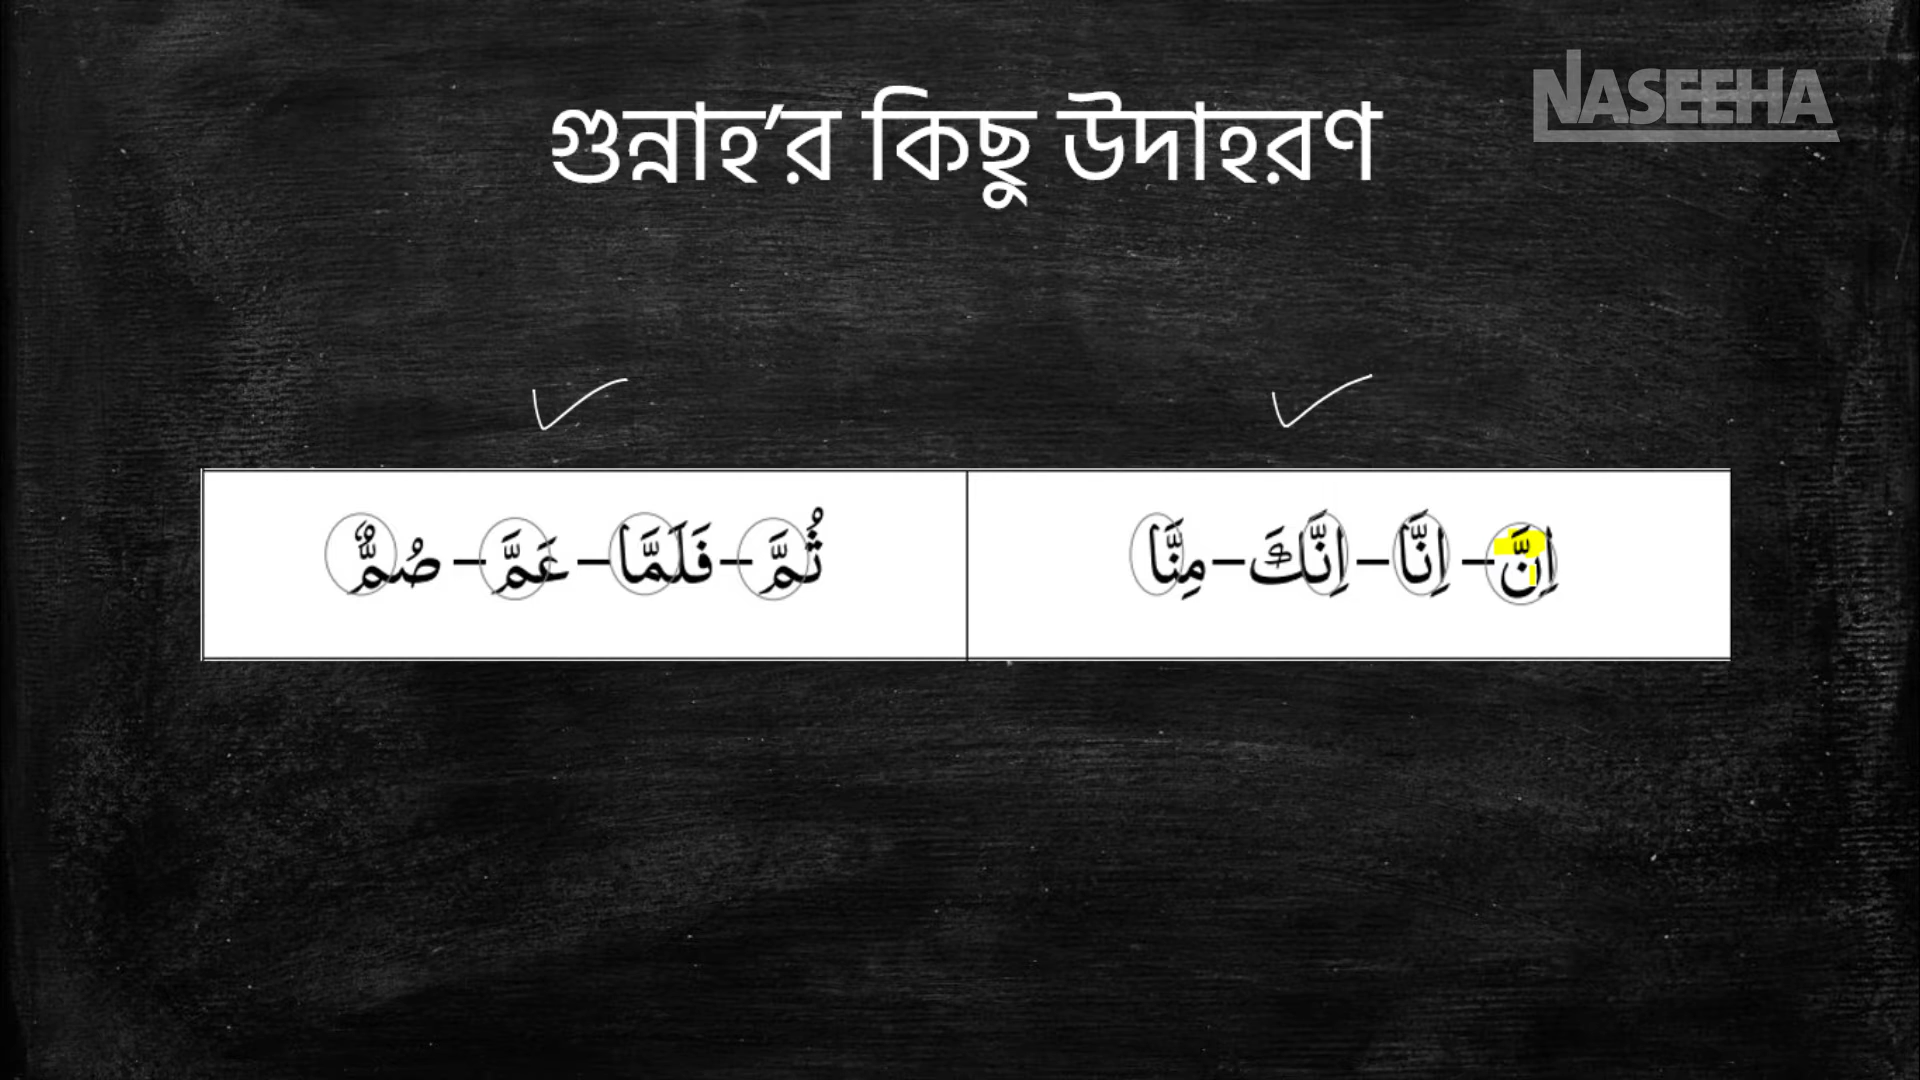 NASEEHA
গুন্নাহ’র কিছু উদাহরণ
اِنَّ – اِنَّا – اِنَّكَ – مِنَّا
ثُمَّ – فَلَمَّا – عَمَّ – صُمٌّ